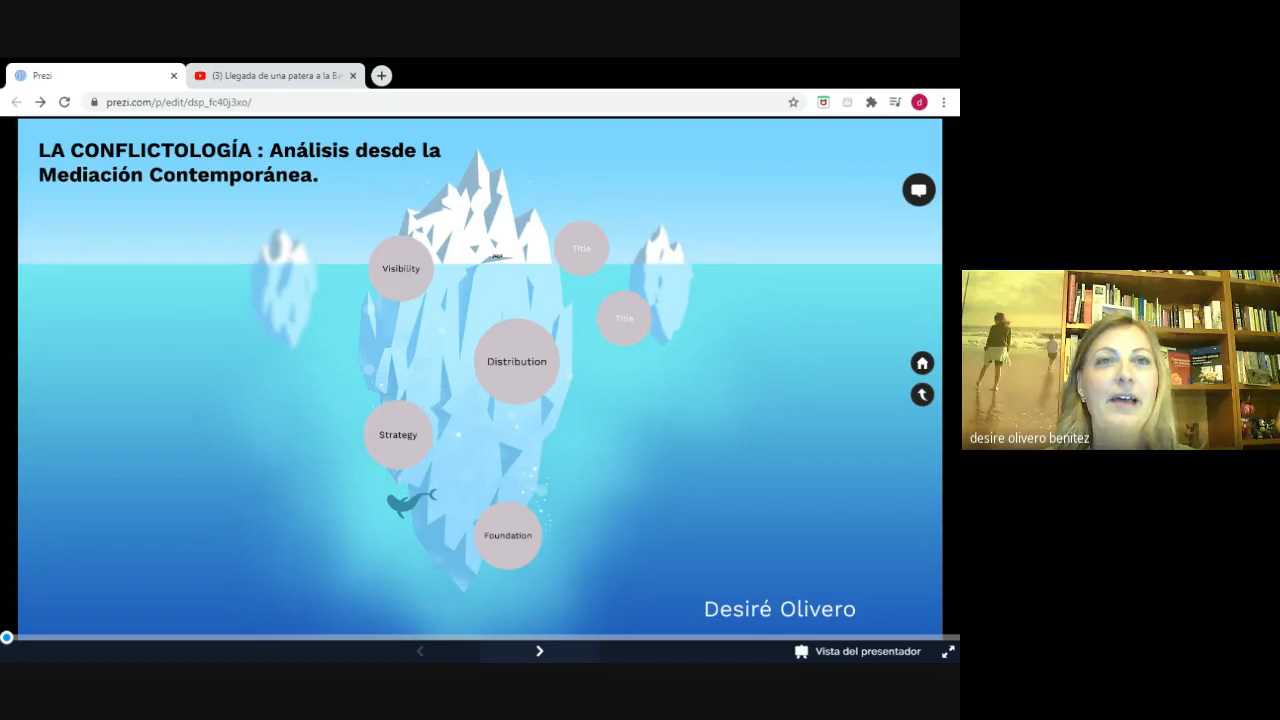 Prezi
(3) Llegada de una patera a la Ba
prezi.com/p/edit/dsp_fc40j3xo/
d
LA CONFLICTOLOGÍA : Análisis desde la
Mediación Contemporánea.
Title
Visibility
Title
Distribution
Strategy
Foundation
Desiré Olivero
Vista del presentador
desire olivero benitez